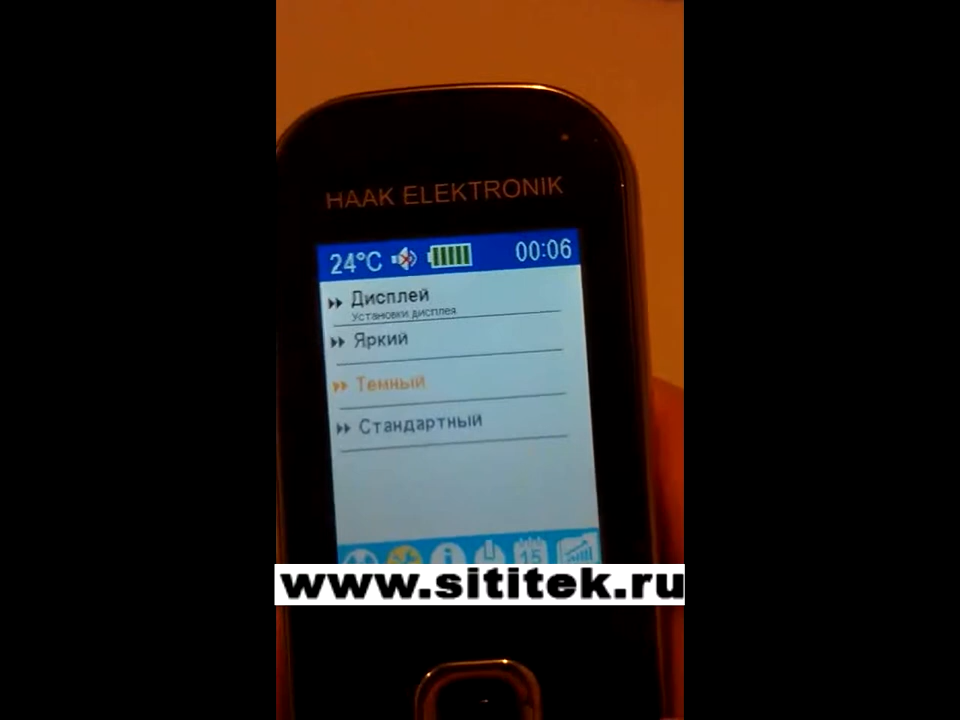 HAAK ELEKTRONIK
24°C 00:06
Дисплей
Установки дисплея
Яркий
Темный
Стандартный
15
www.sititek.ru